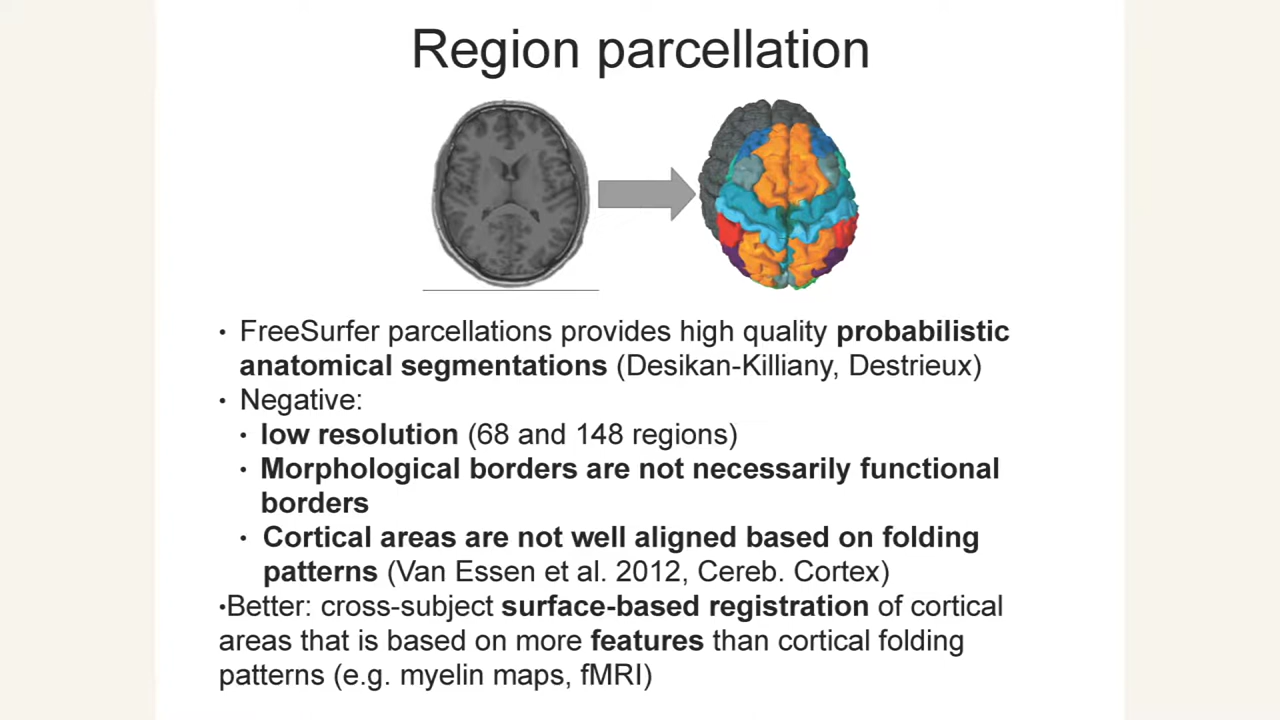 Region parcellation
• FreeSurfer parcellations provides high quality probabilistic
anatomical segmentations (Desikan-Killiany, Destrieux)
• Negative:
• low resolution (68 and 148 regions)
• Morphological borders are not necessarily functional
borders
• Cortical areas are not well aligned based on folding
patterns (Van Essen et al. 2012, Cereb. Cortex)
•Better: cross-subject surface-based registration of cortical
areas that is based on more features than cortical folding
patterns (e.g. myelin maps, fMRI)